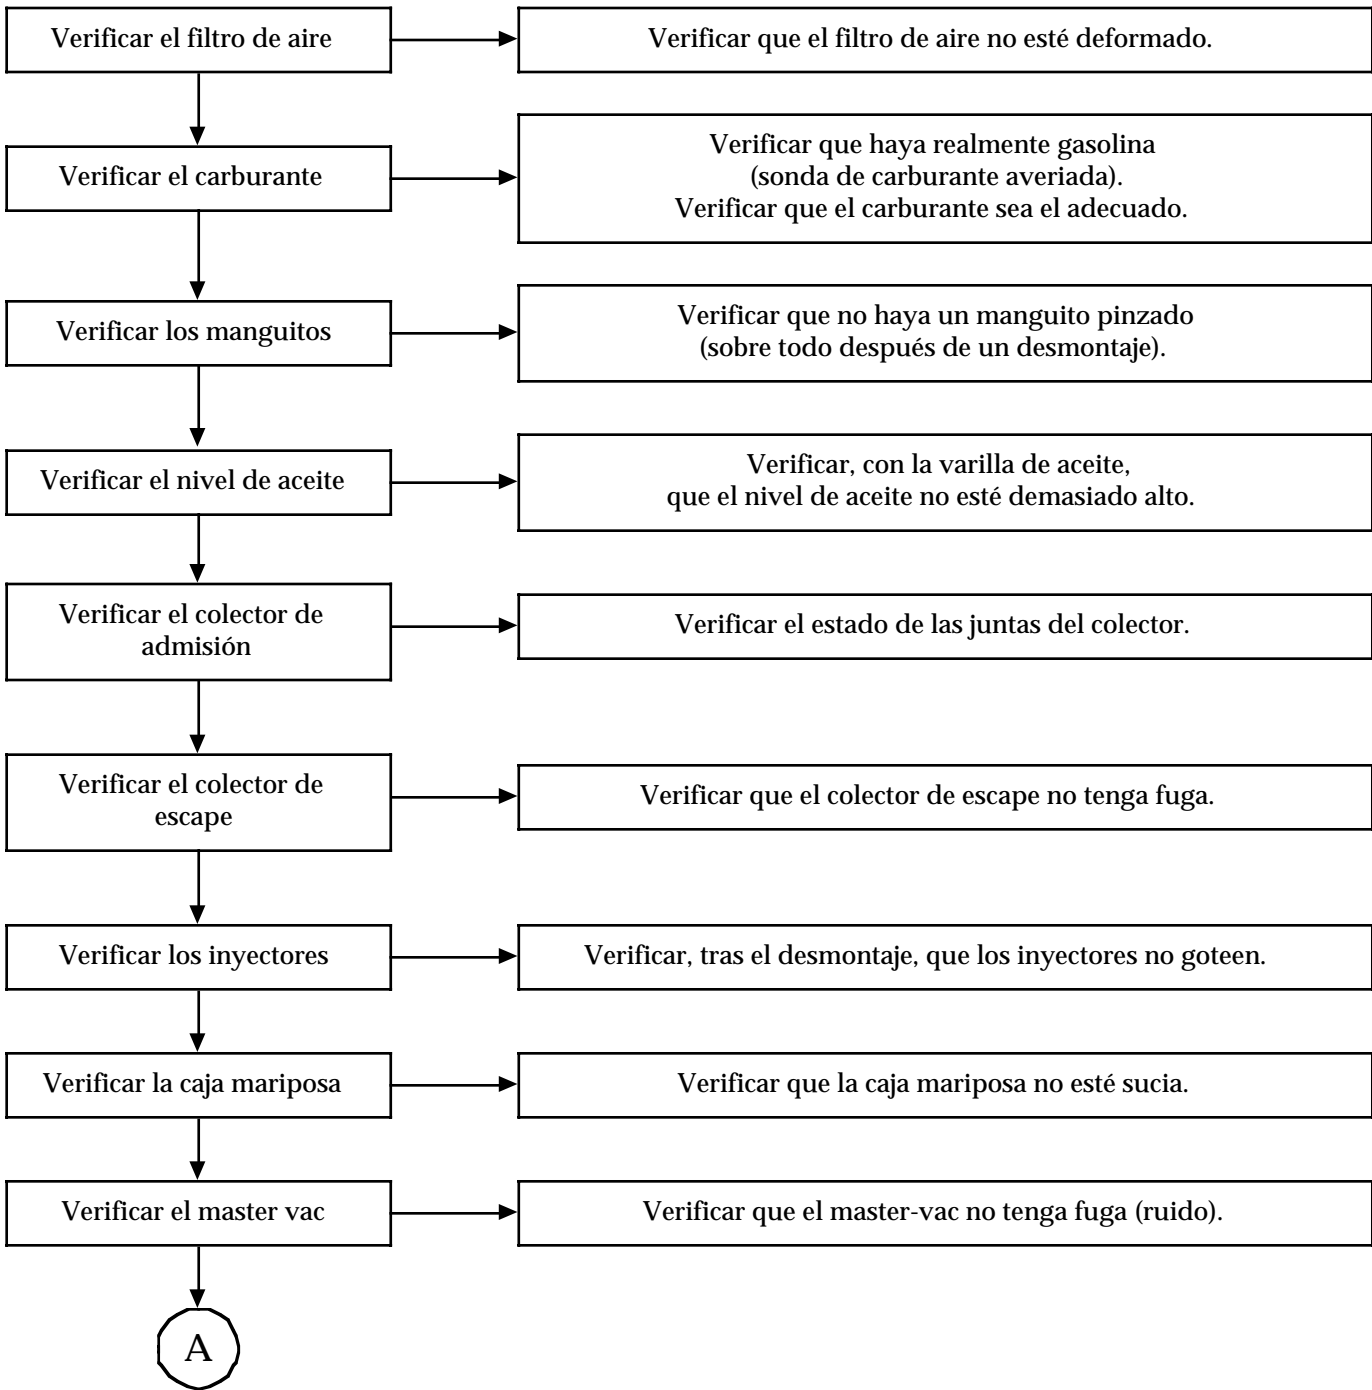 Verificar el filtro de aire
Verificar que el filtro de aire no esté deformado.
Verificar el carburante
Verificar que haya realmente gasolina
(sonda de carburante averiada).
Verificar que el carburante sea el adecuado.
Verificar los manguitos
Verificar que no haya un manguito pinzado
(sobre todo después de un desmontaje).
Verificar el nivel de aceite
Verificar, con la varilla de aceite,
que el nivel de aceite no esté demasiado alto.
Verificar el colector de
admisión
Verificar el estado de las juntas del colector.
Verificar el colector de
escape
Verificar que el colector de escape no tenga fuga.
Verificar los inyectores
Verificar, tras el desmontaje, que los inyectores no goteen.
Verificar la caja mariposa
Verificar que la caja mariposa no esté sucia.
Verificar el master vac
Verificar que el master-vac no tenga fuga (ruido).
A